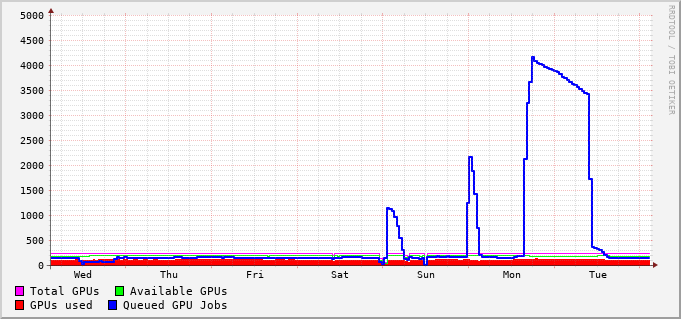 5000
4500
4000
3500
3000
2500
2000
1500
1000
500
0
Wed Thu Fri Sat Sun Mon Tue
Total GPUs Available GPUs
GPUs used Queued GPU Jobs
RRDTOOL / TOBI OETIKER